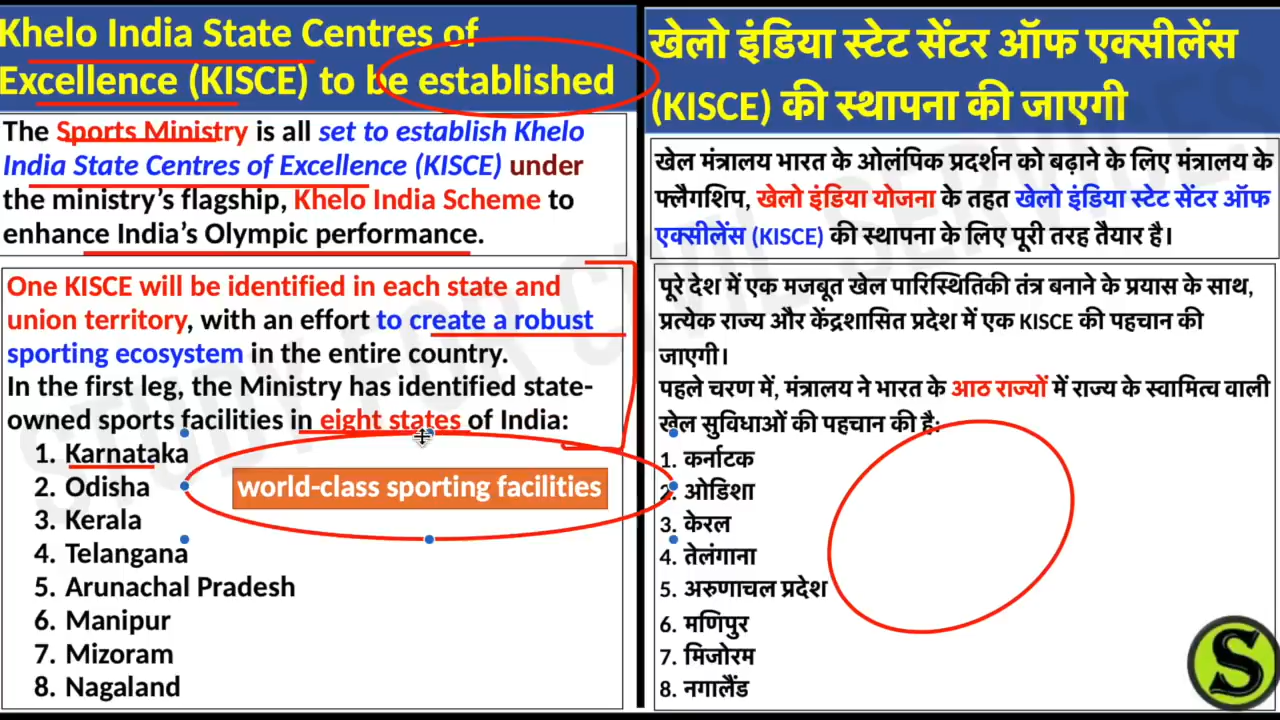 Khelo India State Centres of
Excellence (KISCE) to be established
The Sports Ministry is all set to establish Khelo
India State Centres of Excellence (KISCE) under
the ministry’s flagship, Khelo India Scheme to
enhance India’s Olympic performance.
One KISCE will be identified in each state and
union territory, with an effort to create a robust
sporting ecosystem in the entire country.
In the first leg, the Ministry has identified state-
owned sports facilities in eight states of India:
1. Karnataka
2. Odisha
3. Kerala
4. Telangana
5. Arunachal Pradesh
6. Manipur
7. Mizoram
8. Nagaland
world-class sporting facilities
खेलो इंडिया स्टेट सेंटर ऑफ एक्सीलेंस
(KISCE) की स्थापना की जाएगी
खेल मंत्रालय भारत के ओलंपिक प्रदर्शन को बढ़ाने के लिए मंत्रालय के
फ्लैगशिप, खेलो इंडिया योजना के तहत खेलो इंडिया स्टेट सेंटर ऑफ
एक्सीलेंस (KISCE) की स्थापना के लिए पूरी तरह तैयार है।
पूरे देश में एक मजबूत खेल पारिस्थितिकी तंत्र बनाने के प्रयास के साथ,
प्रत्येक राज्य और केंद्रशासित प्रदेश में एक KISCE की पहचान की
जाएगी।
पहले चरण में, मंत्रालय ने भारत के आठ राज्यों में राज्य के स्वामित्व वाली
खेल सुविधाओं की पहचान की है:
1. कर्नाटक
2. ओडिशा
3. केरल
4. तेलंगाना
5. अरुणाचल प्रदेश
6. मणिपुर
7. मिजोरम
8. नगालैंड
STUDY FOR CIVIL SERVICES
S